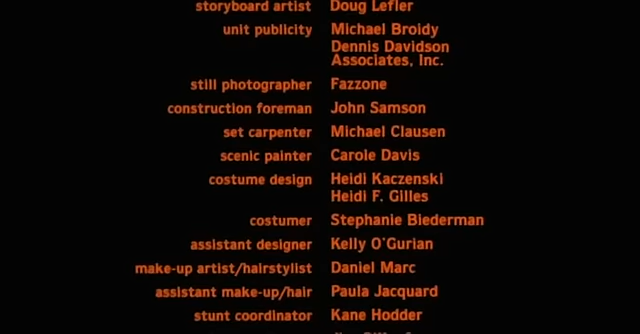 storyboard artist Doug Lefler
unit publicity Michael Broidy
Dennis Davidson
Associates, Inc.
still photographer Fazzone
construction foreman John Samson
set carpenter Michael Clausen
scenic painter Carole Davis
costume design Heidi Kaczenski
Heidi F. Gilles
costumer Stephanie Biederman
assistant designer Kelly O'Gurian
make-up artist/hairstylist Daniel Marc
assistant make-up/hair Paula Jacquard
stunt coordinator Kane Hodder